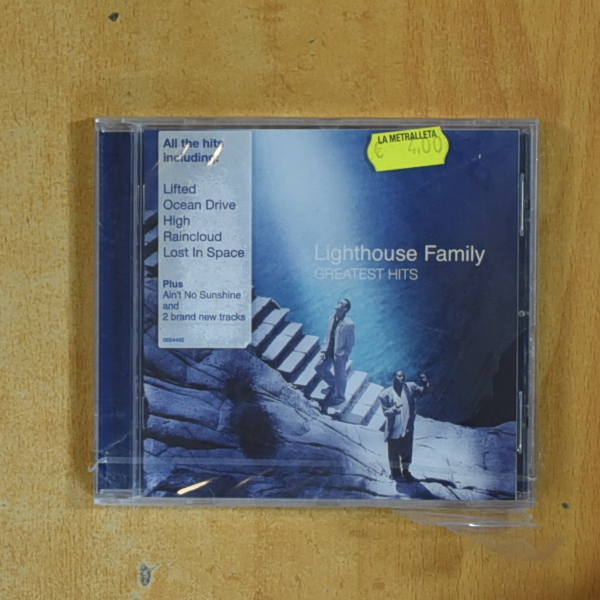 All the hits
including:
Lifted
Ocean Drive
High
Raincloud
Lost In Space
Plus
Ain't No Sunshine
and
2 brand new tracks
LA METRALLETA
€ 4.00
Lighthouse Family
GREATEST HITS